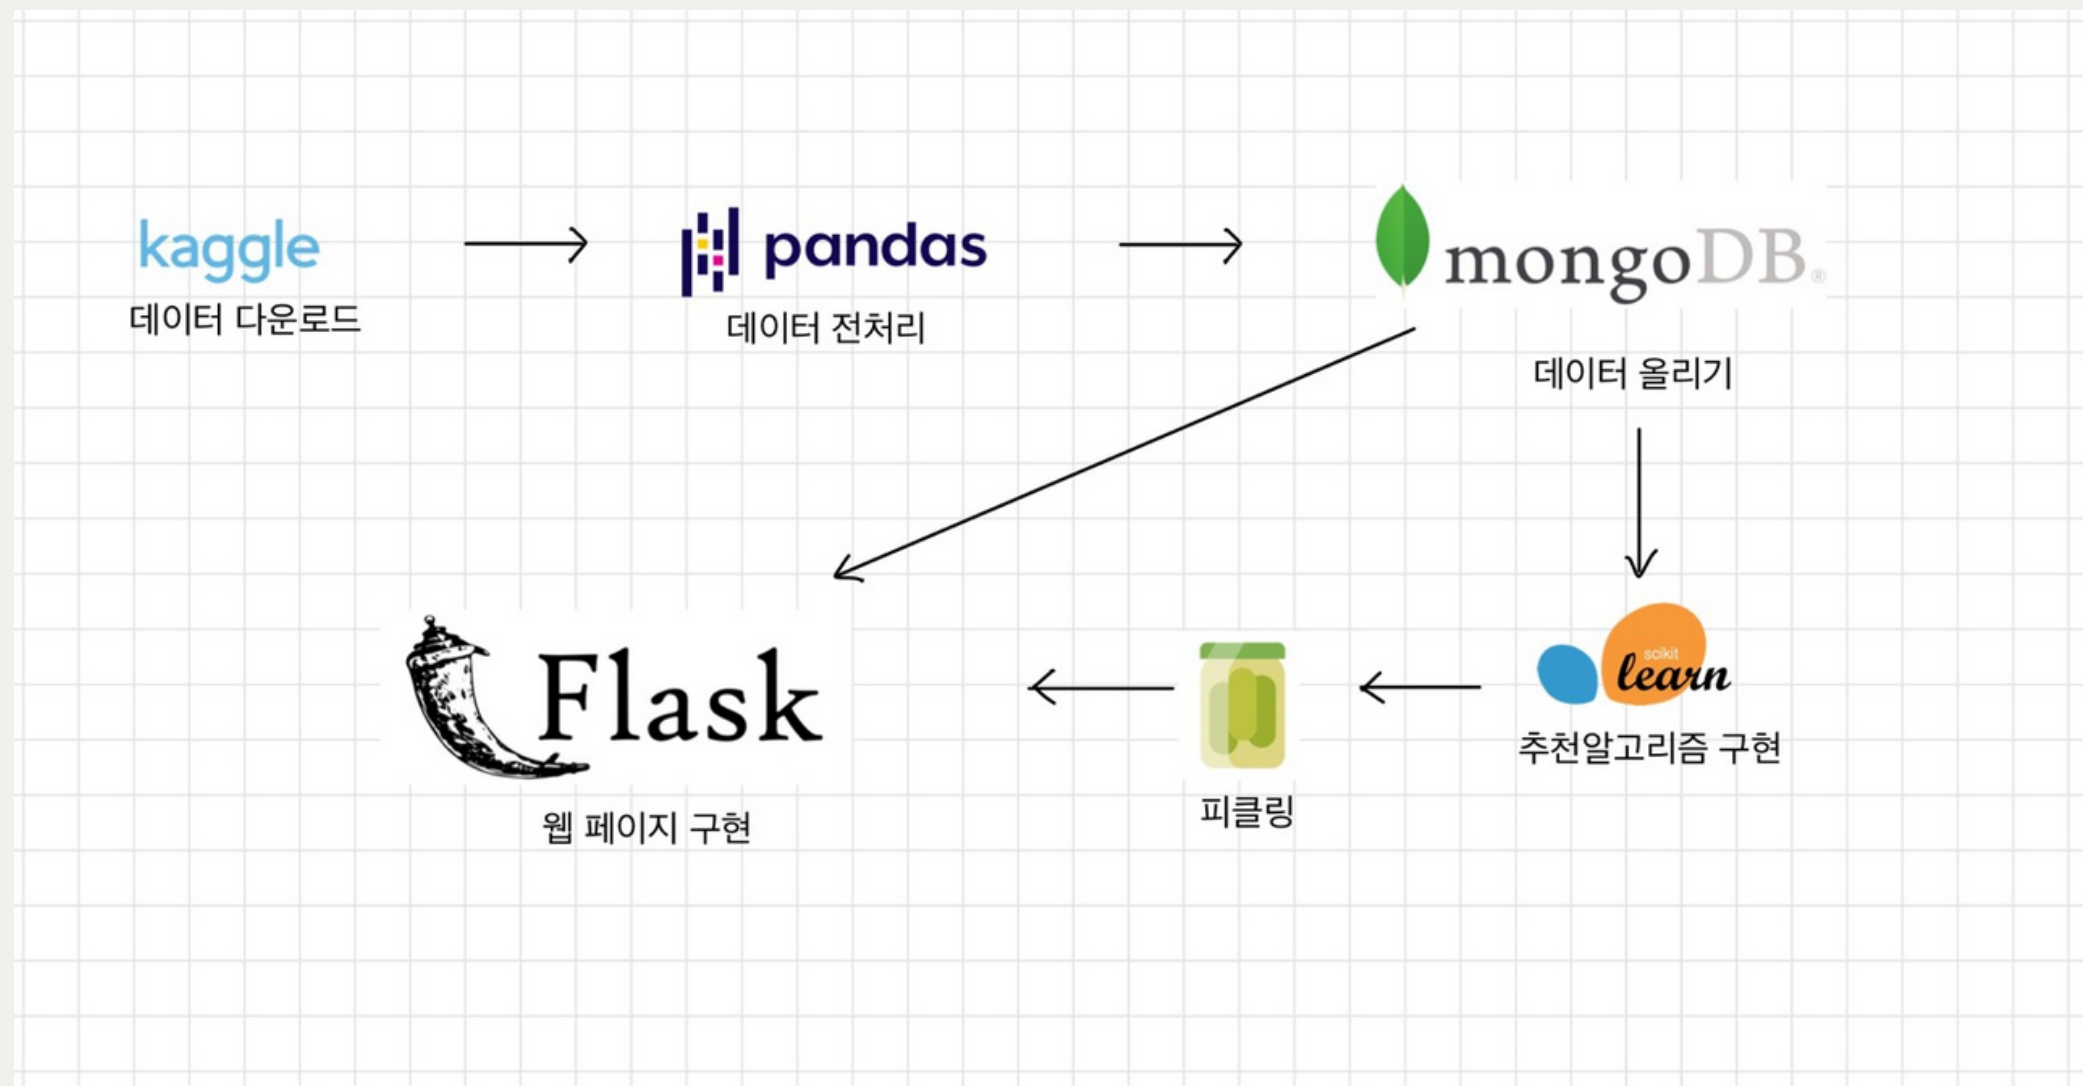 kaggle
데이터 다운로드
pandas
데이터 전처리
mongoDB®
데이터 올리기
Flask
웹 페이지 구현
피클링
scikit
learn
추천알고리즘 구현